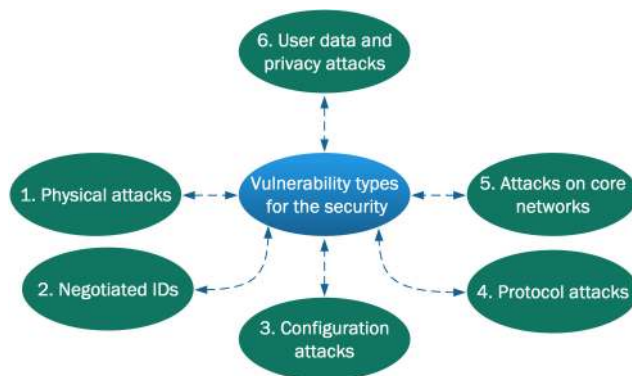 6. User data and
privacy attacks
1. Physical attacks
Vulnerability types
for the security
5. Attacks on core
networks
2. Negotiated IDs
3. Configuration
attacks
4. Protocol attacks